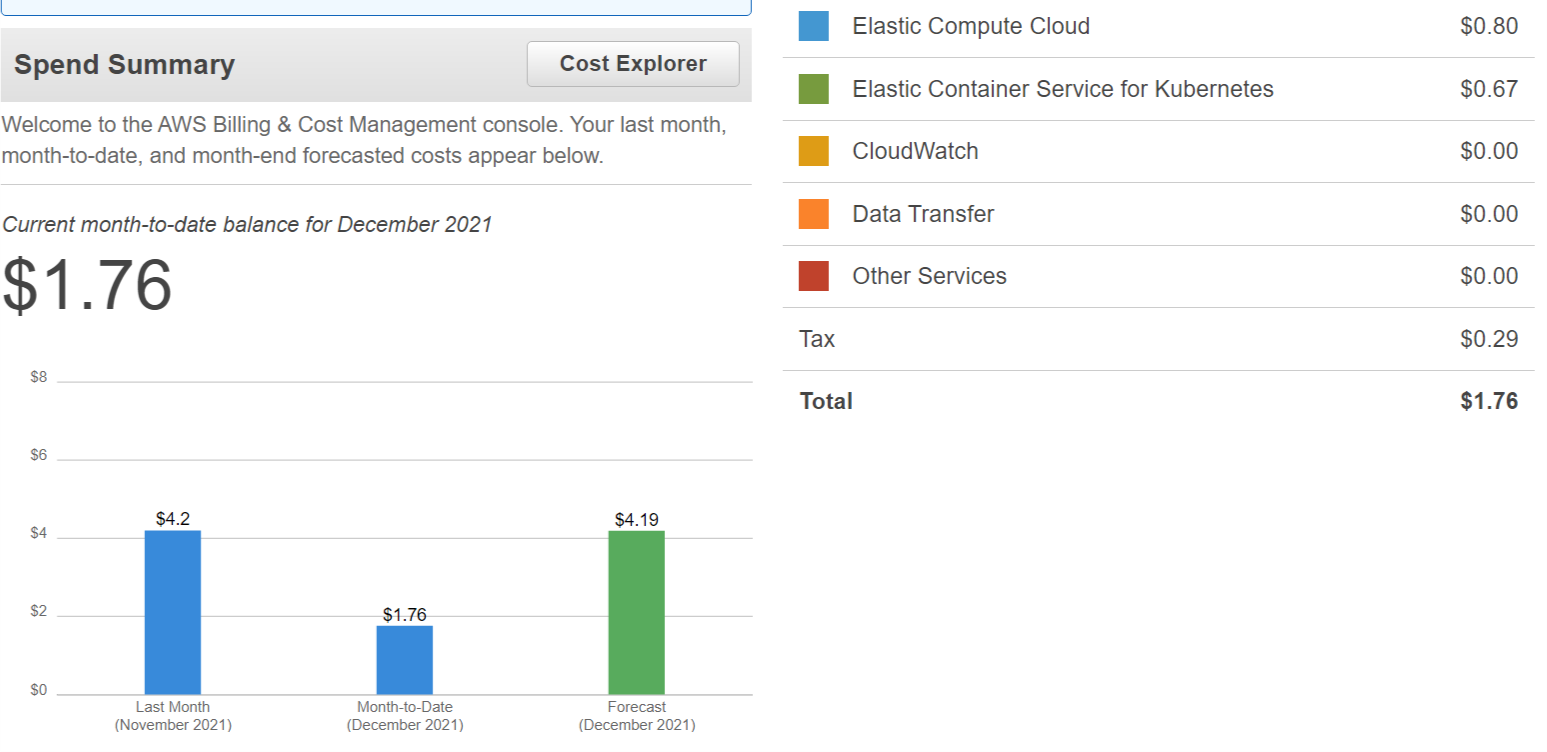 Spend Summary
Cost Explorer
Welcome to the AWS Billing & Cost Management console. Your last month,
month-to-date, and month-end forecasted costs appear below.
Current month-to-date balance for December 2021
$1.76
$8
$6
$4
$2
$0
$4.2
$1.76
$4.19
Last Month
(November 2021)
Month-to-Date
(December 2021)
Forecast
(December 2021)
Elastic Compute Cloud $0.80
Elastic Container Service for Kubernetes $0.67
CloudWatch $0.00
Data Transfer $0.00
Other Services $0.00
Tax $0.29
Total $1.76